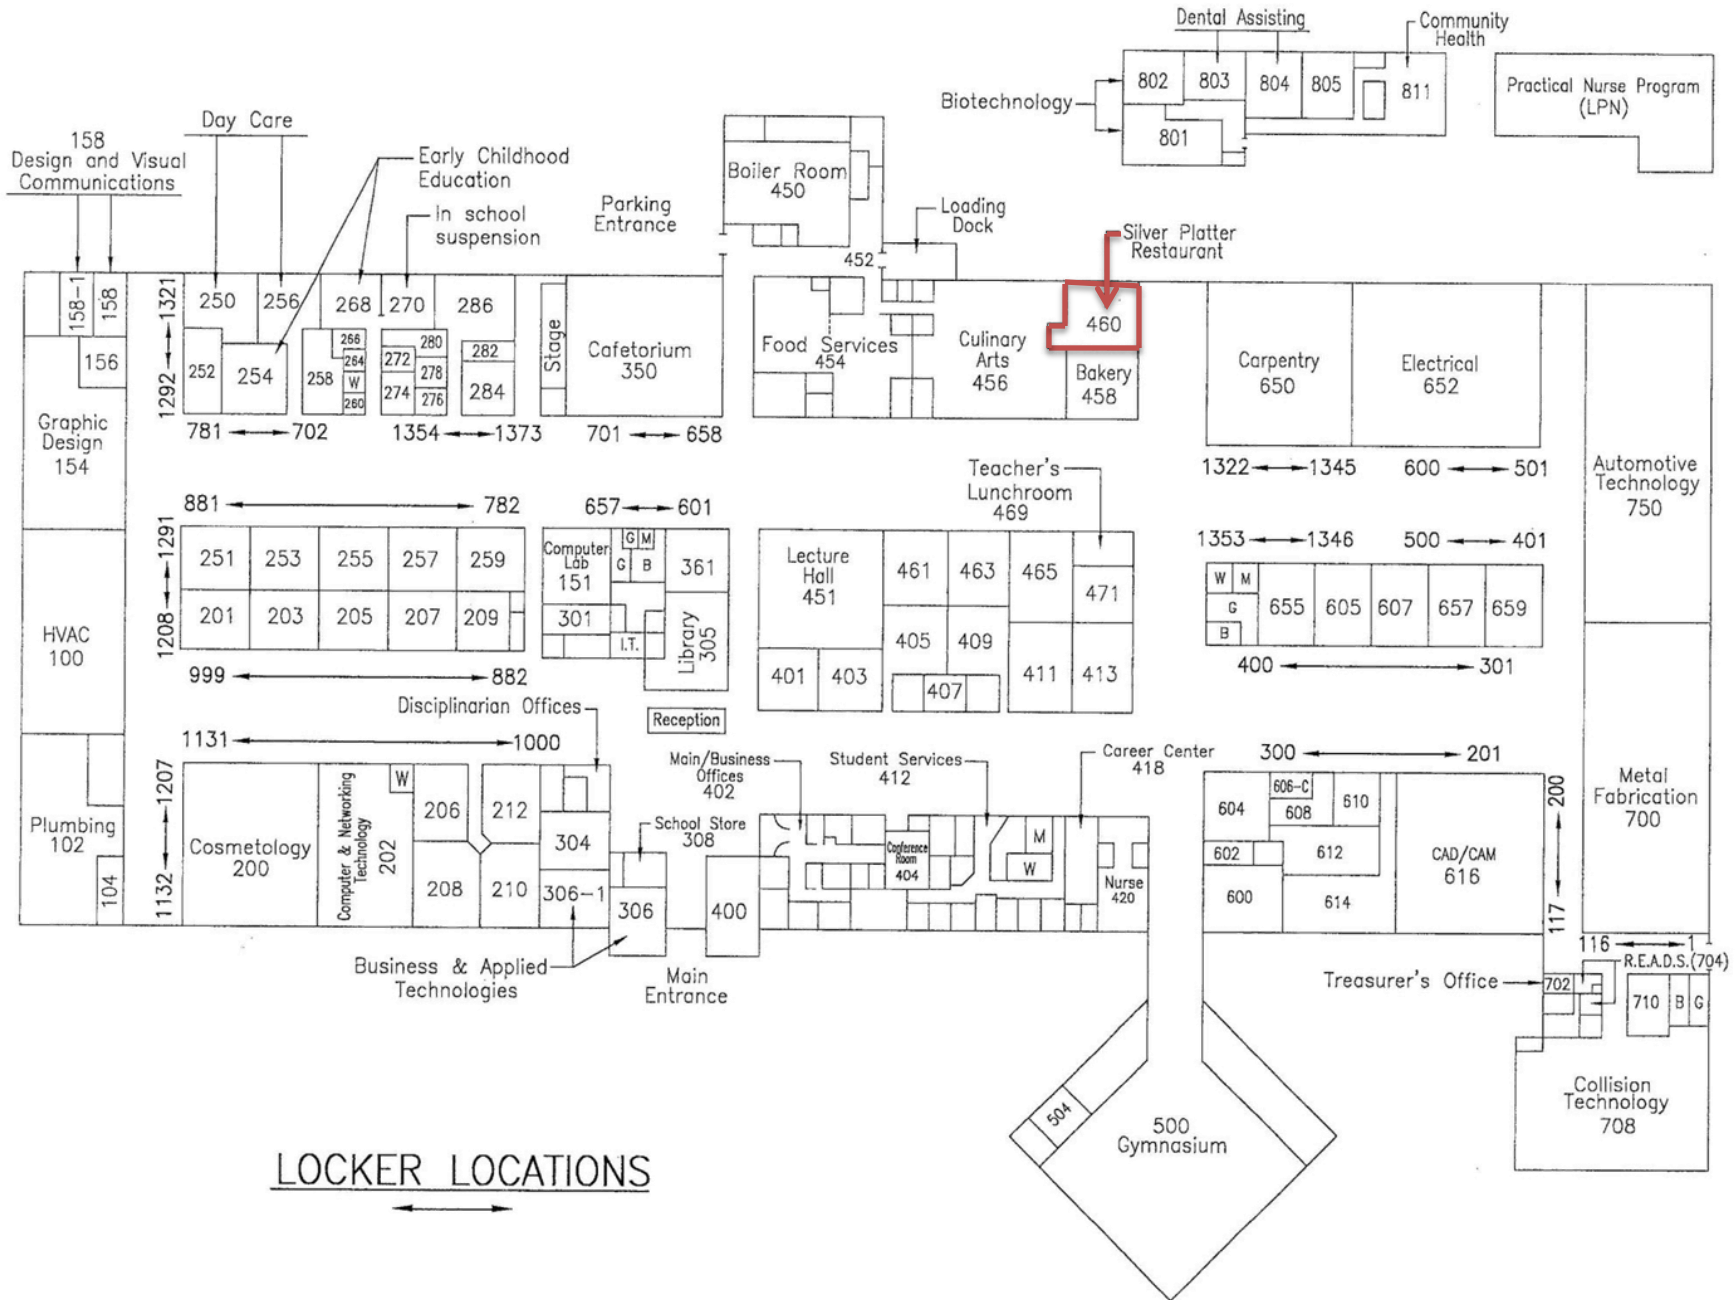 Dental Assisting
Community
Health
802
803
804
805
811
Biotechnology
801
Practical Nurse Program
(LPN)
Day Care
158
Design and Visual
Communications
Early Childhood
Education
In school
suspension
Parking
Entrance
Boiler Room
450
Loading
Dock
452
Silver Platter
Restaurant
158-1
158
156
Graphic
Design
154
1292
1321
250
256
268
270
286
252
254
258
266
264
W
260
272
274
280
278
276
282
284
Stage
Cafetorium
350
Food Services
454
Culinary
Arts
456
460
Bakery
458
Carpentry
650
Electrical
652
781
702
1354
1373
701
658
1322
1345
600
501
Automotive
Technology
750
Teacher's
Lunchroom
469
881
782
657
601
1353
1346
500
401
HVAC
100
1208
1291
251
253
255
257
259
201
203
205
207
209
Computer
Lab
151
G
M
G
B
361
301
I.T.
Library
305
Lecture
Hall
451
461
463
465
471
405
409
401
403
407
411
413
W
M
G
B
655
605
607
657
659
999
882
400
301
Disciplinarian Offices
Reception
1131
1000
Main/Business
Offices
402
Student Services
412
Career Center
418
300
201
Plumbing
102
104
1132
1207
Cosmetology
200
Computer & Networking
Technology
202
W
206
212
208
210
304
306-1
School Store
308
306
400
Conference
Room
404
M
W
Nurse
420
604
606-C
608
610
602
612
600
614
CAD/CAM
616
117
200
Metal
Fabrication
700
Business & Applied
Technologies
Main
Entrance
116
1
R.E.A.D.S.(704)
Treasurer's Office
702
710
B
G
Collision
Technology
708
504
500
Gymnasium
LOCKER LOCATIONS